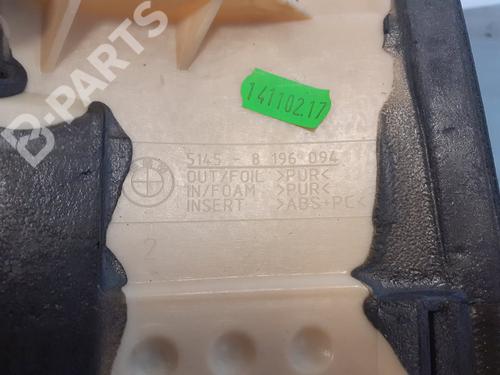 B-PARTS
14110217
5145 - 8 196 094
OUT/FOIL >PUR<
IN/FOAM >PUR<
INSERT >ABS+PC<
2